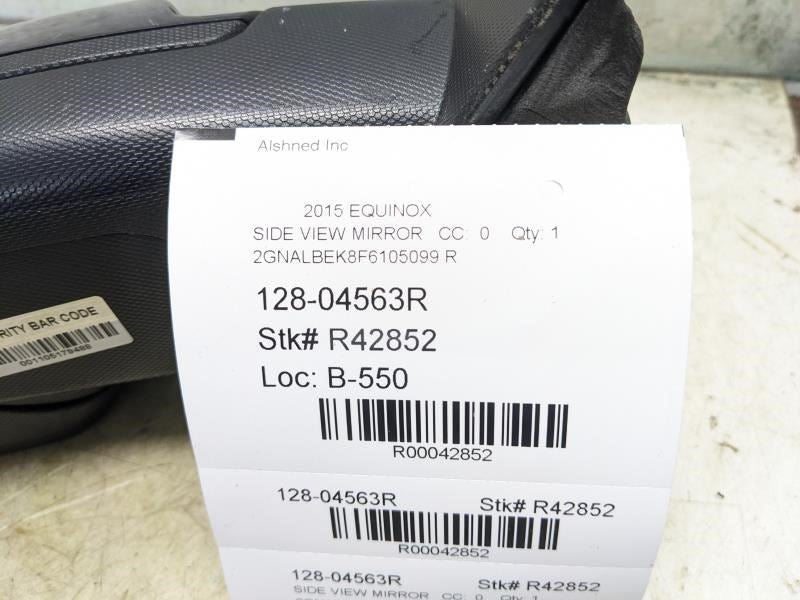 Alshned Inc
2015 EQUINOX
SIDE VIEW MIRROR CC: 0 Qty: 1
2GNALBEK8F6105099 R
128-04563R
Stk# R42852
Loc: B-550
R00042852
128-04563R Stk# R42852
R00042852
128-04563R Stk# R42852
SIDE VIEW MIRROR CC: 0 Qty: 1
RITY BAR CODE